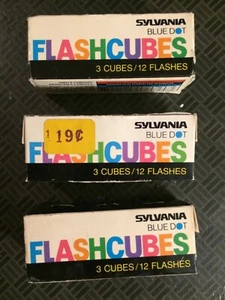 SYLVANIA
BLUE DOT
FLASHCUBES
3 CUBES/12 FLASHES
SYLVANIA
BLUE DOT
19¢
FLASHCUBES
3 CUBES/12 FLASHES
SYLVANIA
BLUE DOT
FLASHCUBES
3 CUBES/12 FLASHES